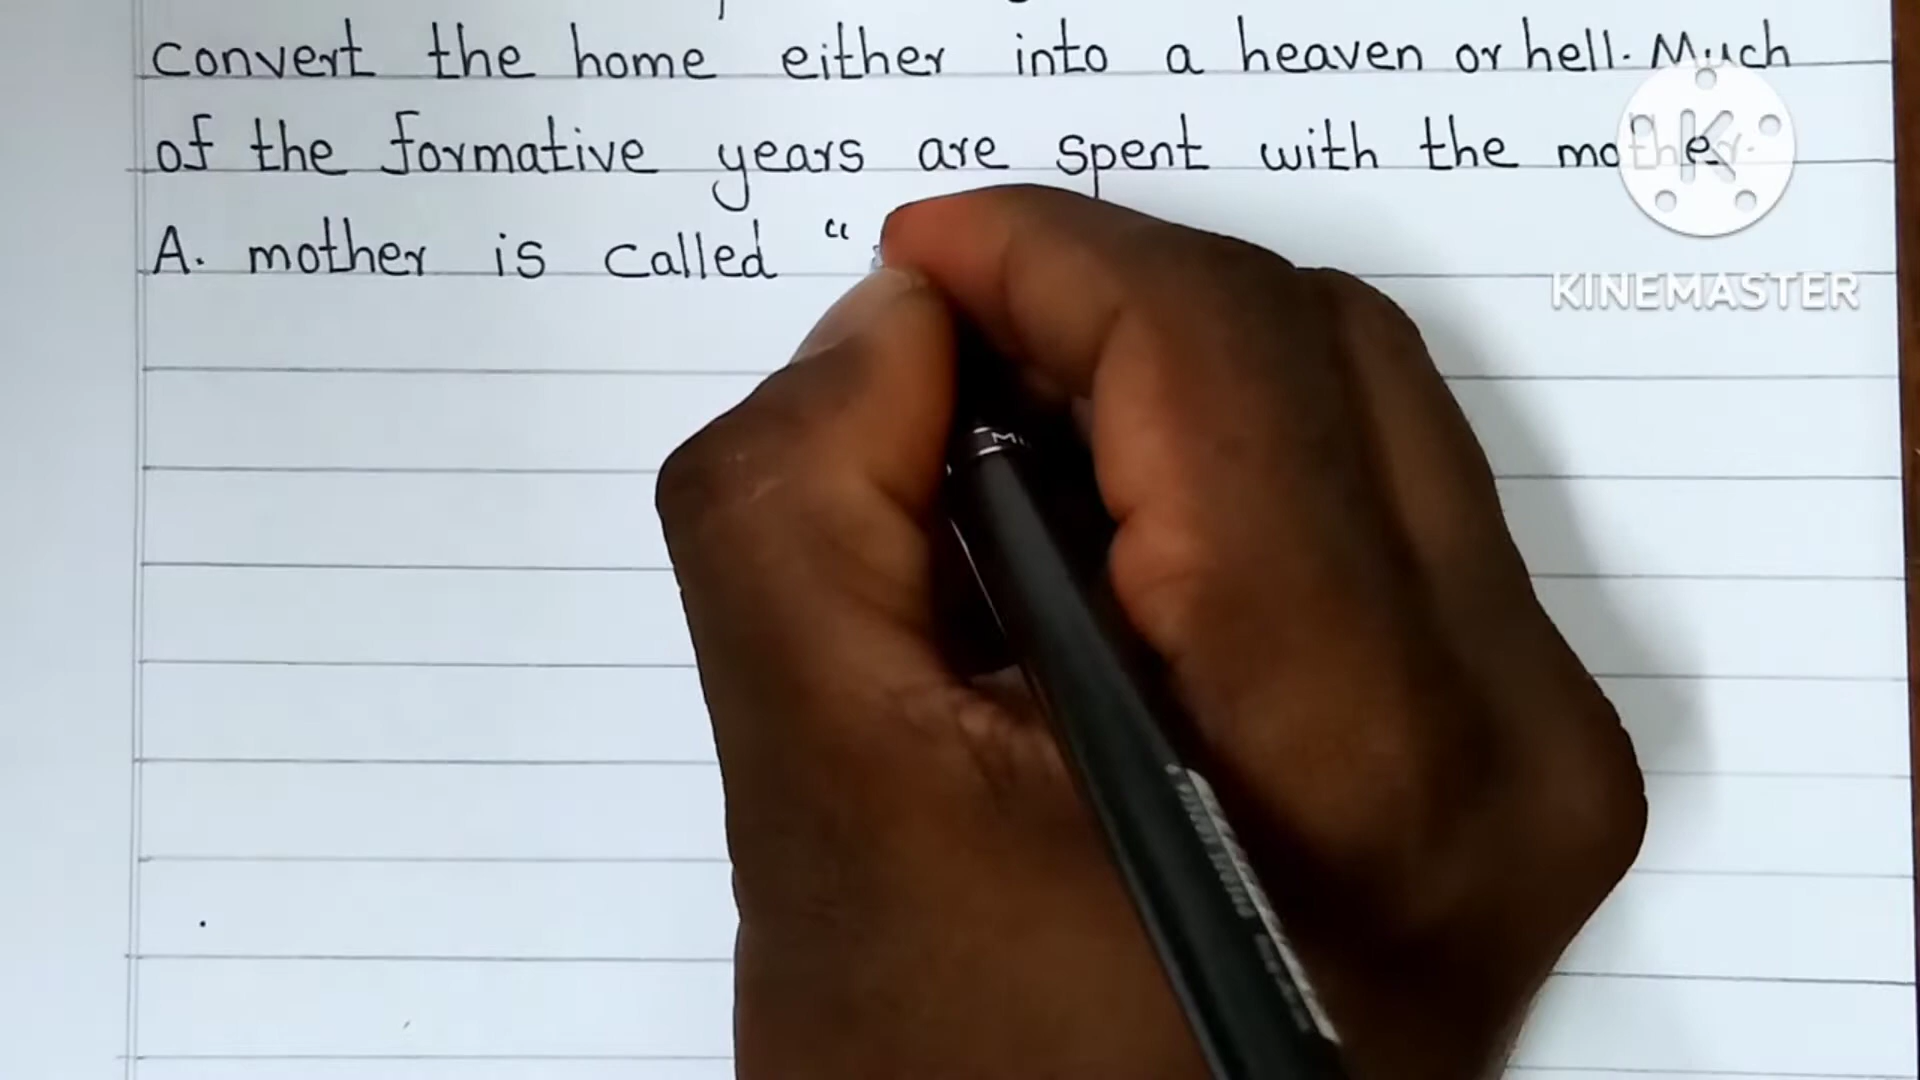 convert the home either into a heaven or hell. Much
of the formative years are spent with the mother.
A. mother is called "
KINEMASTER